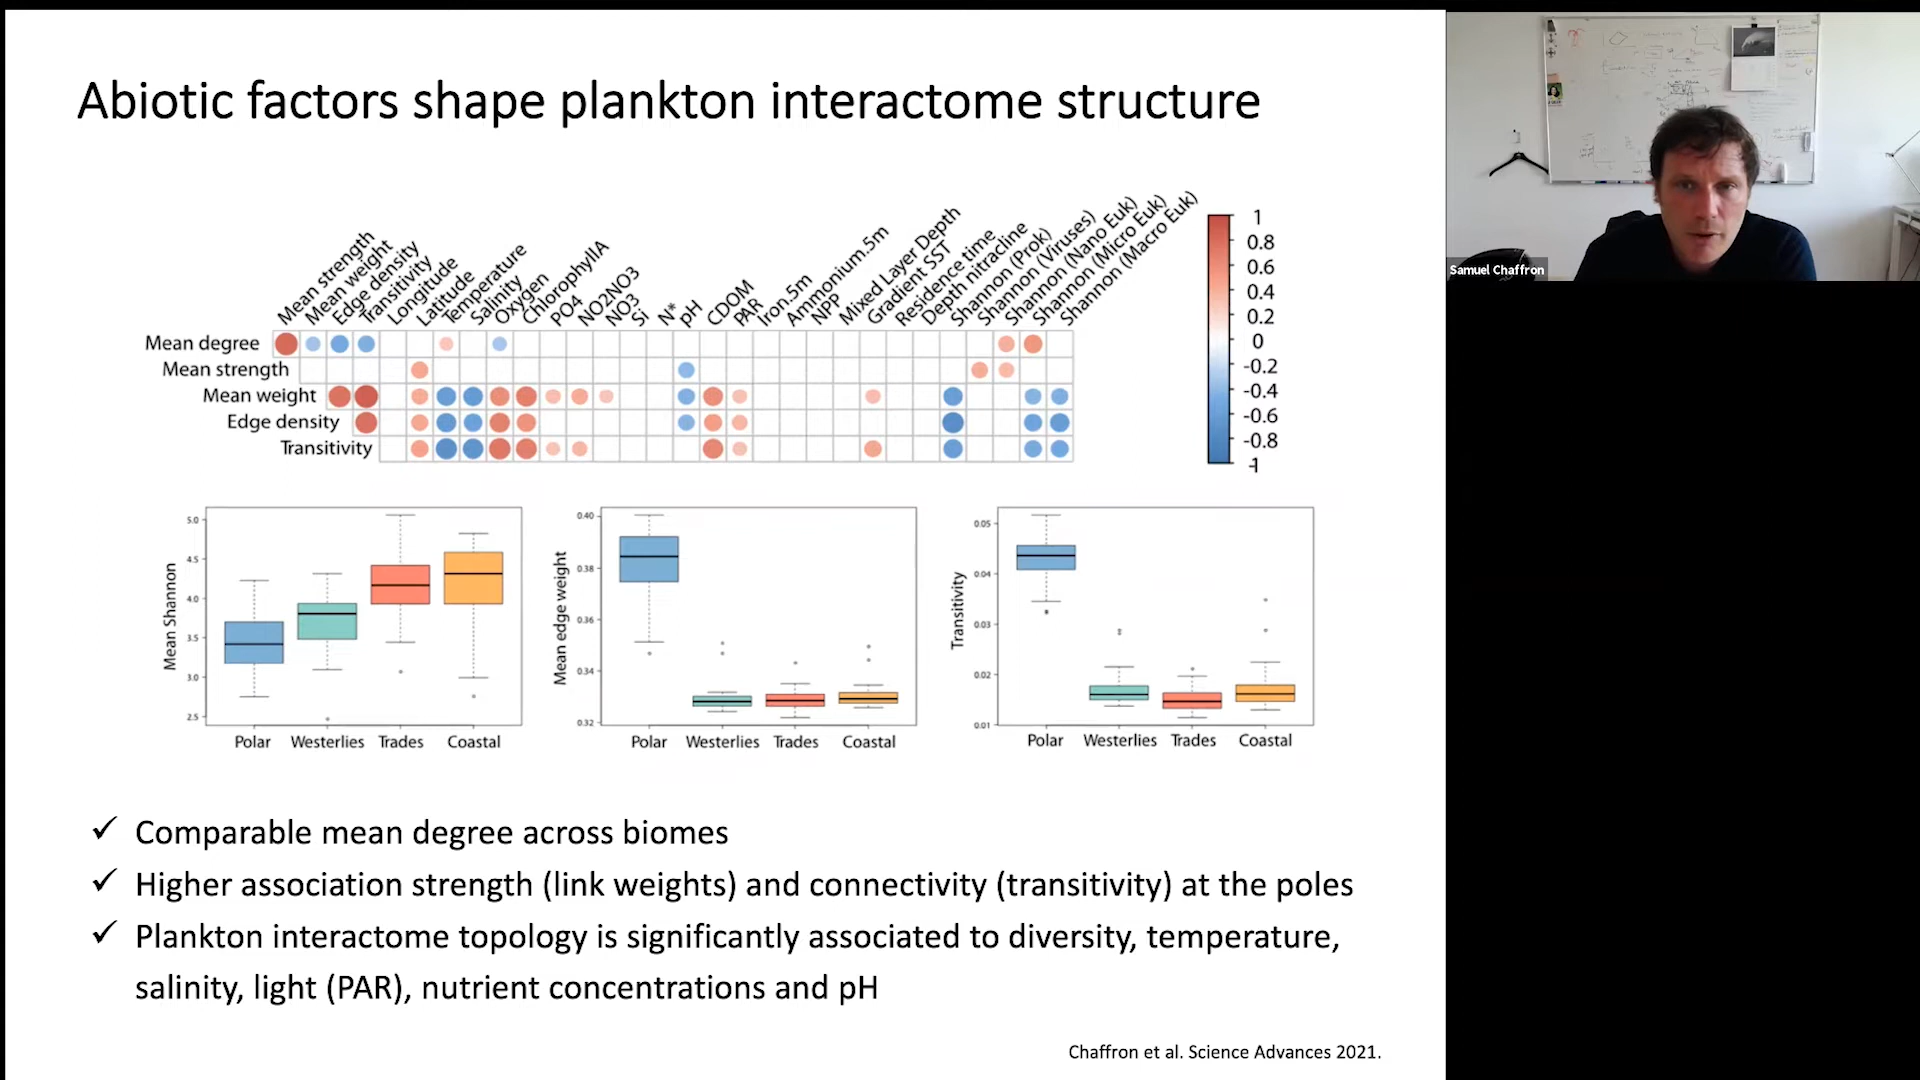 Abiotic factors shape plankton interactome structure
Mean strength
Mean weight
Edge density
Transitivity
Longitude
Latitude
Temperature
Salinity
Oxygen
ChlorophyllA
PO4
NO2NO3
NO3
Si
N*
pH
CDOM
PAR
Iron.5m
Ammonium.5m
NPP
Mixed Layer Depth
Gradient SST
Residence time
Depth nitracline
Shannon (Prok)
Shannon (Viruses)
Shannon (Nano Euk)
Shannon (Micro Euk)
Shannon (Macro Euk)
Mean degree
Mean strength
Mean weight
Edge density
Transitivity
1
0.8
0.6
0.4
0.2
0
-0.2
-0.4
-0.6
-0.8
-1
Mean Shannon
5.0
4.5
4.0
3.5
3.0
2.5
Polar Westerlies Trades Coastal
Mean edge weight
0.40
0.38
0.36
0.34
0.32
Polar Westerlies Trades Coastal
Transitivity
0.05
0.04
0.03
0.02
0.01
Polar Westerlies Trades Coastal
✓ Comparable mean degree across biomes
✓ Higher association strength (link weights) and connectivity (transitivity) at the poles
✓ Plankton interactome topology is significantly associated to diversity, temperature,
salinity, light (PAR), nutrient concentrations and pH
Chaffron et al. Science Advances 2021.
Samuel Chaffron